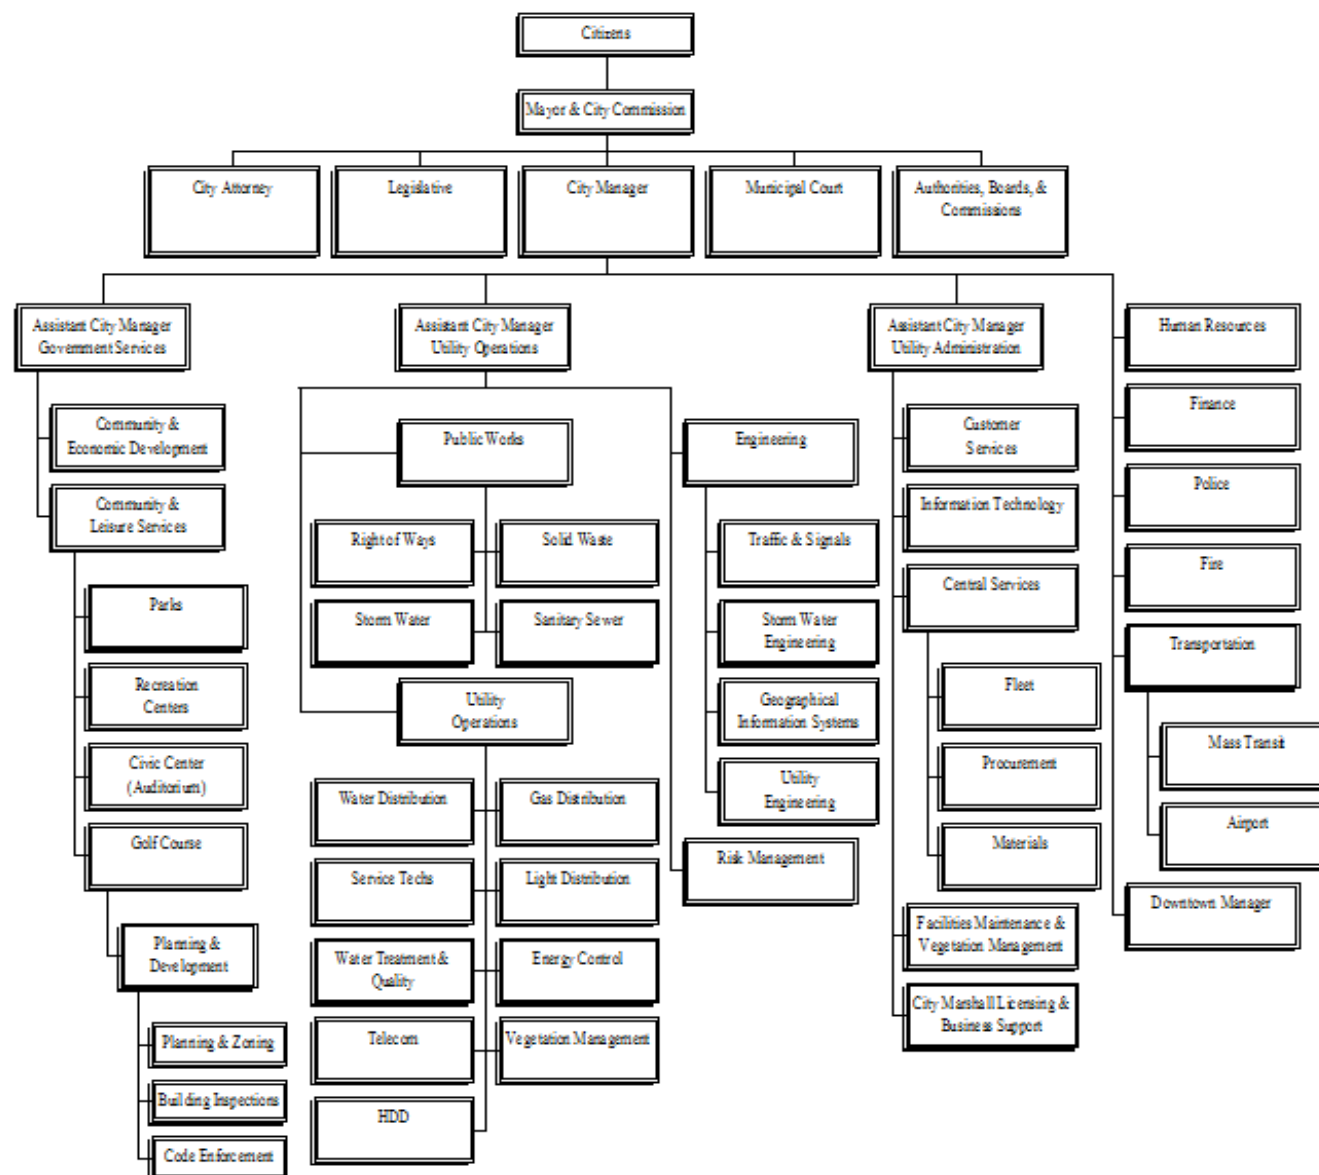 Citizens
Mayor & City Commission
City Attorney
Legislative
City Manager
Municipal Court
Authorities, Boards, &
Commissions
Assistant City Manager
Government Services
Assistant City Manager
Utility Operations
Assistant City Manager
Utility Administration
Human Resources
Finance
Police
Fire
Transportation
Mass Transit
Airport
Downtown Manager
Community &
Economic Development
Community &
Leisure Services
Parks
Recreation
Centers
Civic Center
(Auditorium)
Golf Course
Planning &
Development
Planning & Zoning
Building Inspections
Code Enforcement
Public Works
Right of Ways
Solid Waste
Storm Water
Sanitary Sewer
Utility
Operations
Water Distribution
Gas Distribution
Service Techs
Light Distribution
Water Treatment &
Quality
Energy Control
Telecom
Vegetation Management
HDD
Engineering
Traffic & Signals
Storm Water
Engineering
Geographical
Information Systems
Utility
Engineering
Risk Management
Customer
Services
Information Technology
Central Services
Fleet
Procurement
Materials
Facilities Maintenance &
Vegetation Management
City Marshall Licensing &
Business Support